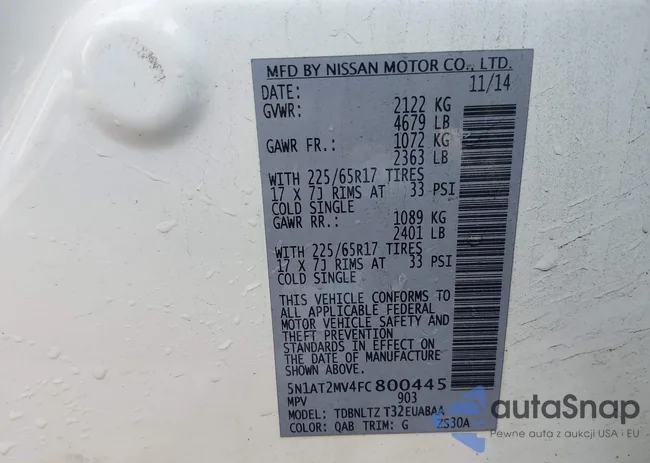 MFD BY NISSAN MOTOR CO., LTD.
DATE: 11/14
GVWR: 2122 KG
4679 LB
GAWR FR.: 1072 KG
2363 LB
WITH 225/65R17 TIRES
17 X 7J RIMS AT 33 PSI
COLD SINGLE
GAWR RR.: 1089 KG
2401 LB
WITH 225/65R17 TIRES
17 X 7J RIMS AT 33 PSI
COLD SINGLE
THIS VEHICLE CONFORMS TO
ALL APPLICABLE FEDERAL
MOTOR VEHICLE SAFETY AND
THEFT PREVENTION
STANDARDS IN EFFECT ON
THE DATE OF MANUFACTURE
SHOWN ABOVE.
5N1AT2MV4FC800445
MPV 903
MODEL: TDBNLTZ T32EUABAA
COLOR: QAB TRIM: G ZS30A
autoSnap
Pewne auta z aukcji USA i EU